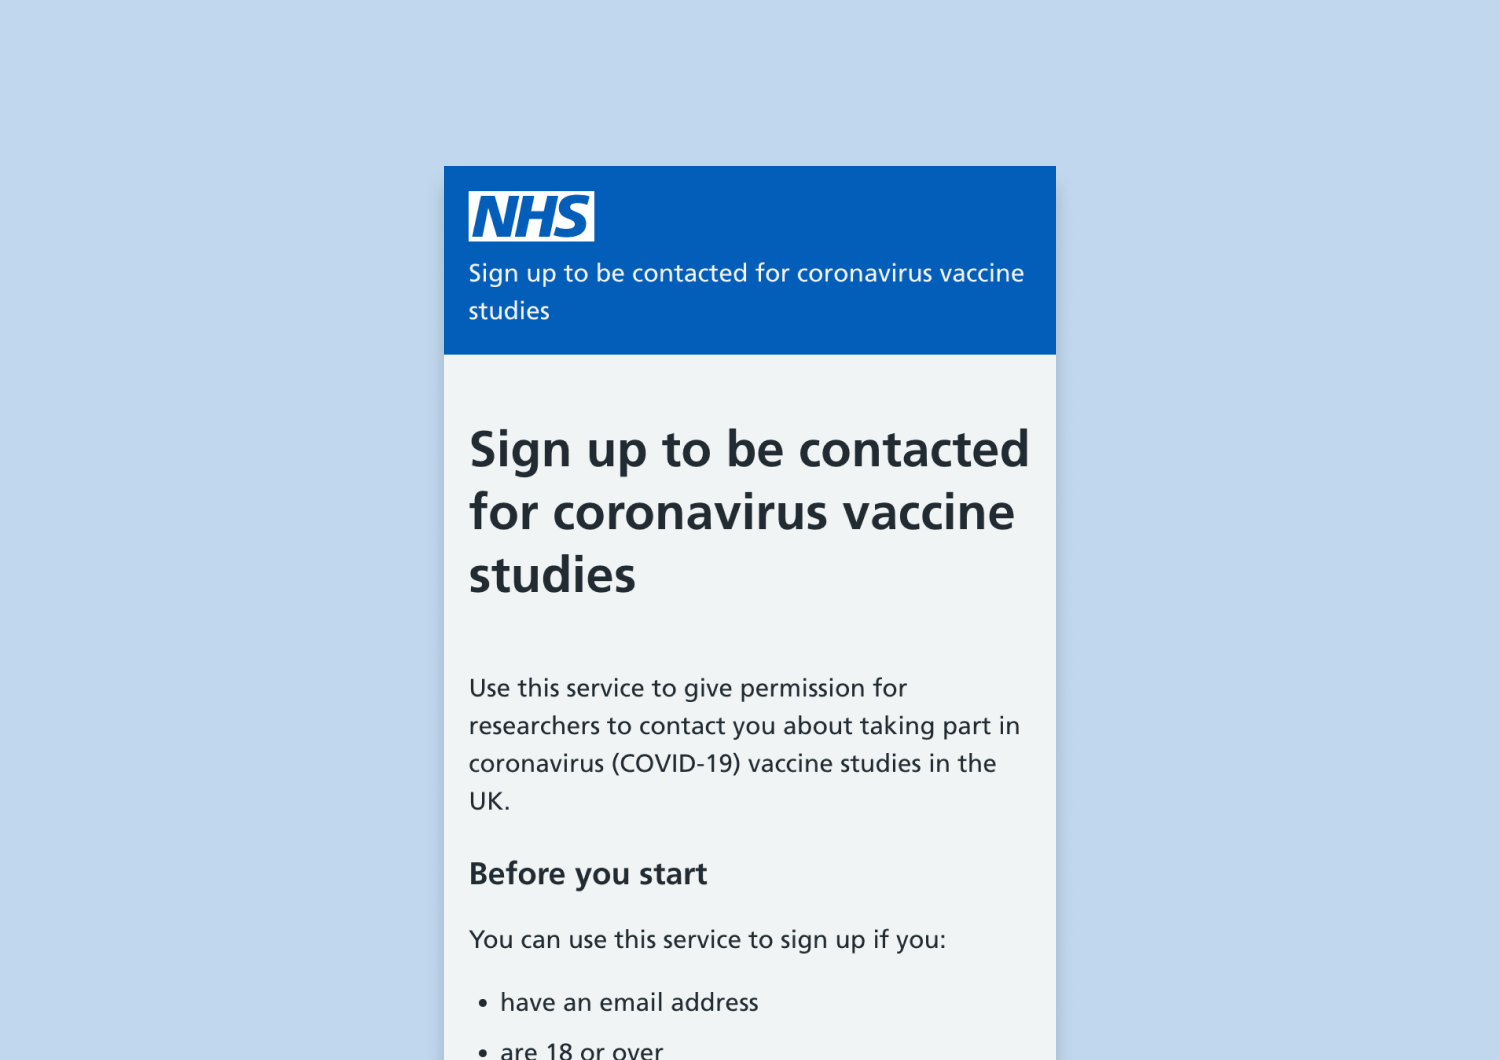 NHS
Sign up to be contacted for coronavirus vaccine
studies
Sign up to be contacted
for coronavirus vaccine
studies
Use this service to give permission for
researchers to contact you about taking part in
coronavirus (COVID-19) vaccine studies in the
UK.
Before you start
You can use this service to sign up if you:
• have an email address
• are 18 or over